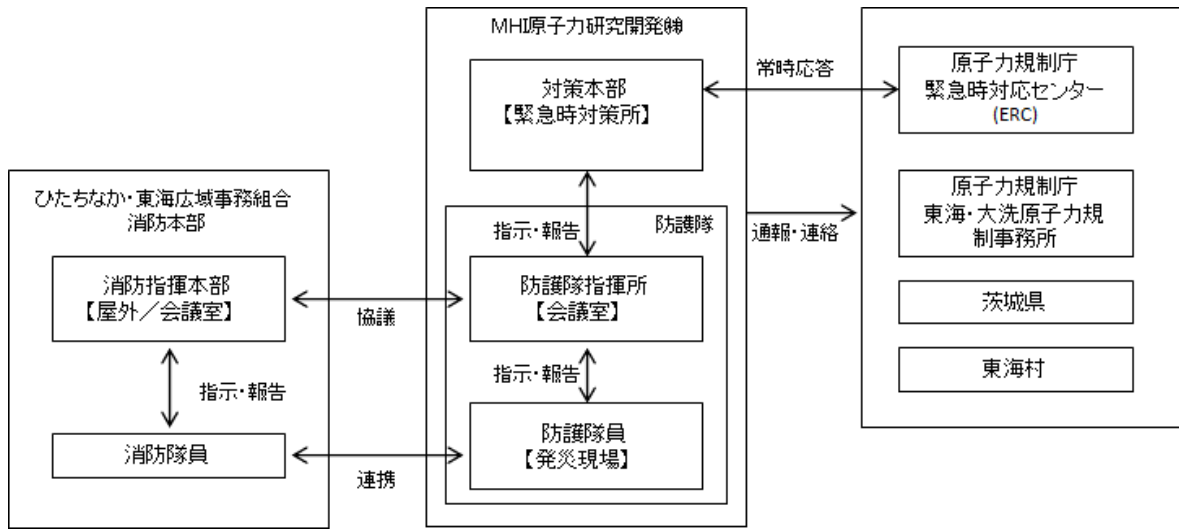 MHI原子力研究開発㈱
対策本部
【緊急時対策所】
常時応答
原子力規制庁
緊急時対応センター
(ERC)
ひたちなか・東海広域事務組合
消防本部
指示・報告
防護隊
通報・連絡
原子力規制庁
東海・大洗原子力規
制事務所
消防指揮本部
【屋外／会議室】
協議
防護隊指揮所
【会議室】
茨城県
指示・報告
指示・報告
東海村
消防隊員
連携
防護隊員
【発災現場】